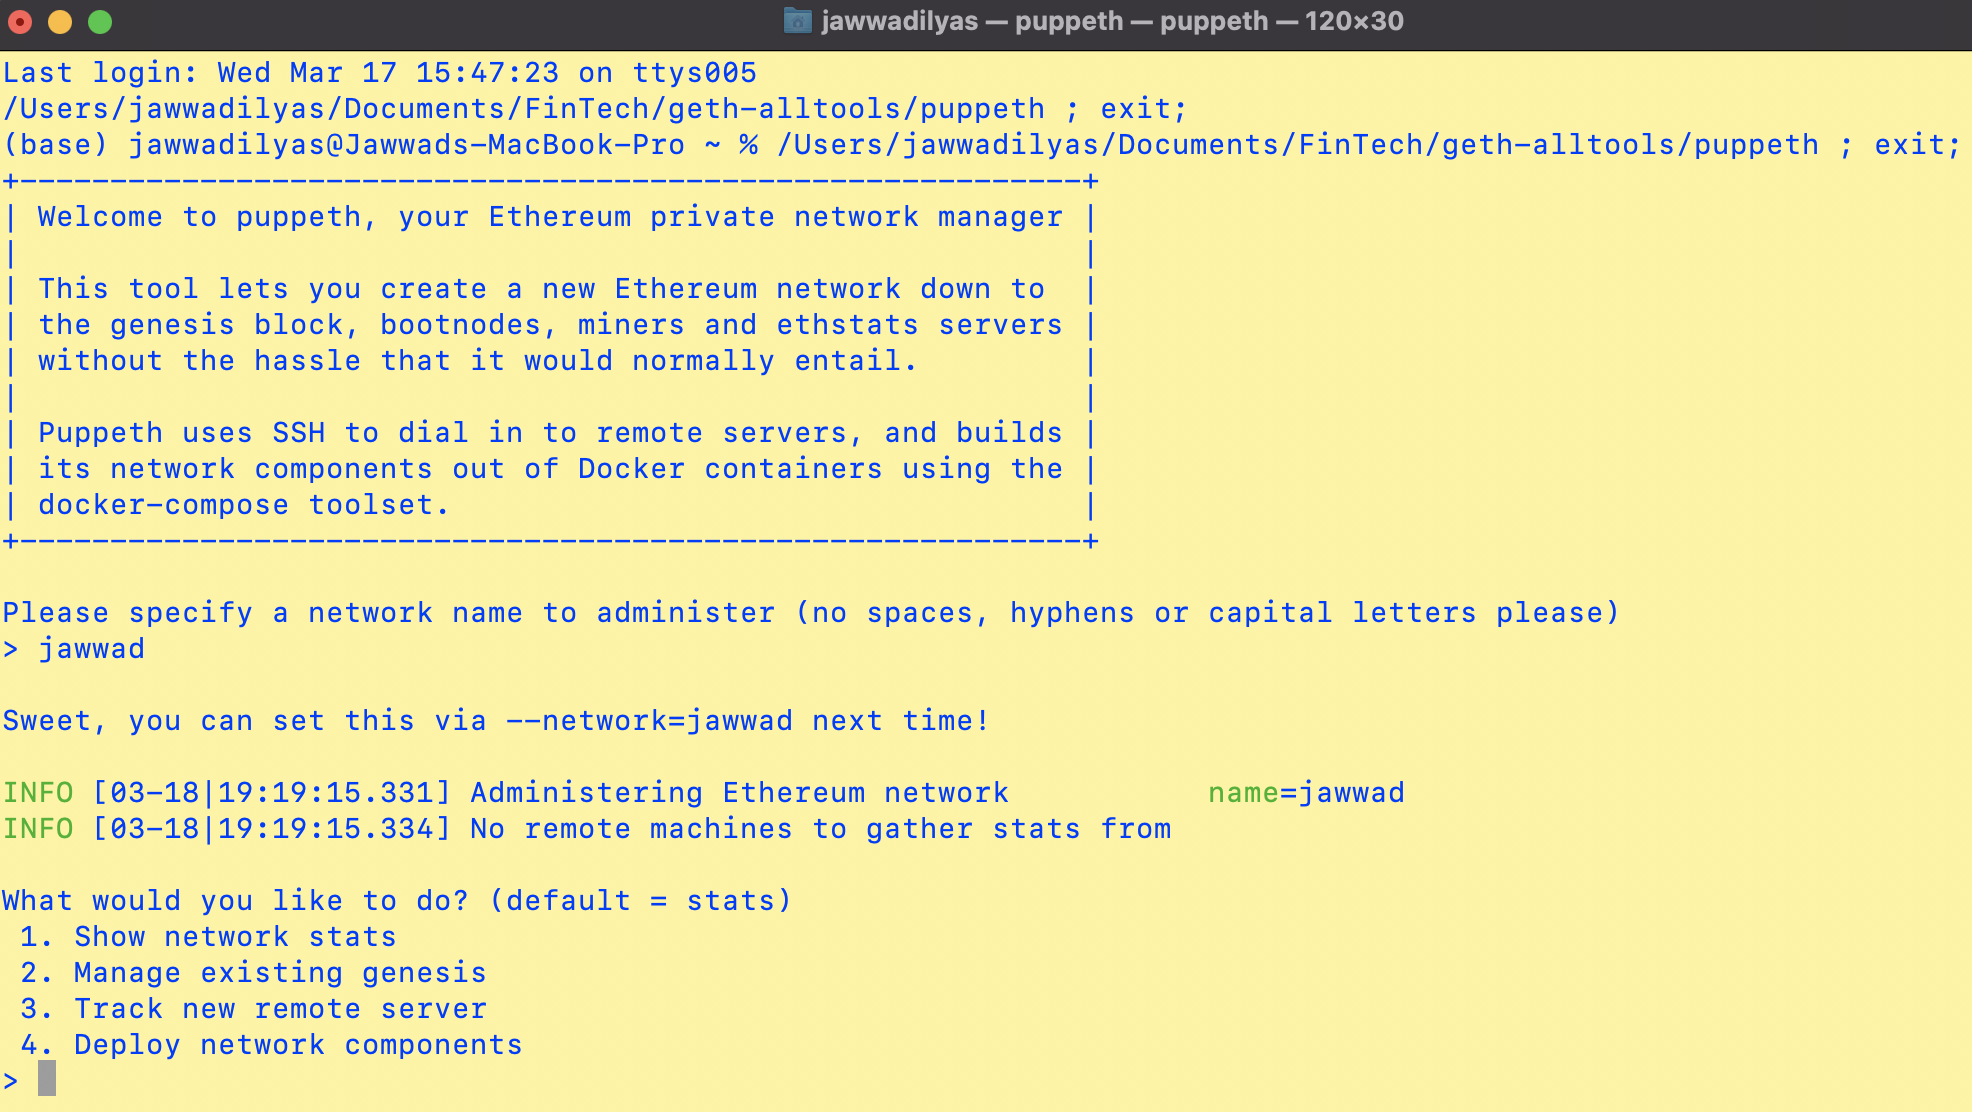 jawwadilyas — puppeth — puppeth — 120×30
Last login: Wed Mar 17 15:47:23 on ttys005
/Users/jawwadilyas/Documents/FinTech/geth-alltools/puppeth ; exit;
(base) jawwadilyas@Jawwads-MacBook-Pro ~ % /Users/jawwadilyas/Documents/FinTech/geth-alltools/puppeth ; exit;
+-----------------------------------------------------------+
| Welcome to puppeth, your Ethereum private network manager |
|                                                           |
| This tool lets you create a new Ethereum network down to  |
| the genesis block, bootnodes, miners and ethstats servers |
| without the hassle that it would normally entail.         |
|                                                           |
| Puppeth uses SSH to dial in to remote servers, and builds |
| its network components out of Docker containers using the |
| docker-compose toolset.                                   |
+-----------------------------------------------------------+
Please specify a network name to administer (no spaces, hyphens or capital letters please)
> jawwad
Sweet, you can set this via --network=jawwad next time!
INFO [03-18|19:19:15.331] Administering Ethereum network           name=jawwad
INFO [03-18|19:19:15.334] No remote machines to gather stats from
What would you like to do? (default = stats)
 1. Show network stats
 2. Manage existing genesis
 3. Track new remote server
 4. Deploy network components
>